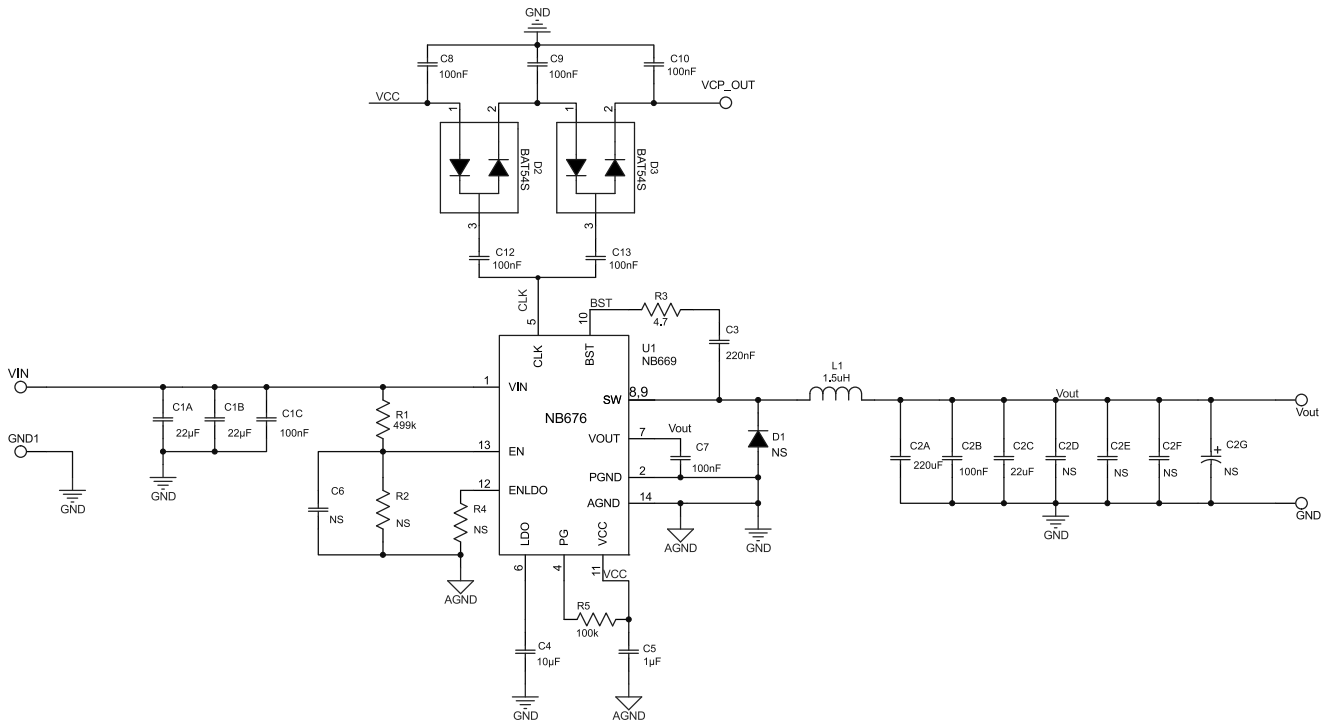 GND
C8
100nF
C9
100nF
C10
100nF
VCP_OUT
VCC
1
2
1
2
D2
BAT54S
D3
BAT54S
3
3
C12
100nF
C13
100nF
CLK
5
BST
10
R3
4.7
C3
220nF
U1
NB669
CLK
BST
VIN
1
VIN
C1A
22µF
C1B
22µF
C1C
100nF
R1
499k
GND1
GND
GND
NB676
SW
8,9
L1
1.5uH
Vout
Vout
VOUT
7
Vout
C7
100nF
D1
NS
13
EN
PGND
2
12
ENLDO
AGND
14
C6
NS
R2
NS
R4
NS
LDO
PG
VCC
AGND
GND
AGND
C2A
220uF
C2B
100nF
C2C
22uF
C2D
NS
C2E
NS
C2F
NS
C2G
+
NS
GND
GND
6
4
11
VCC
R5
100k
C4
10µF
C5
1µF
GND
AGND